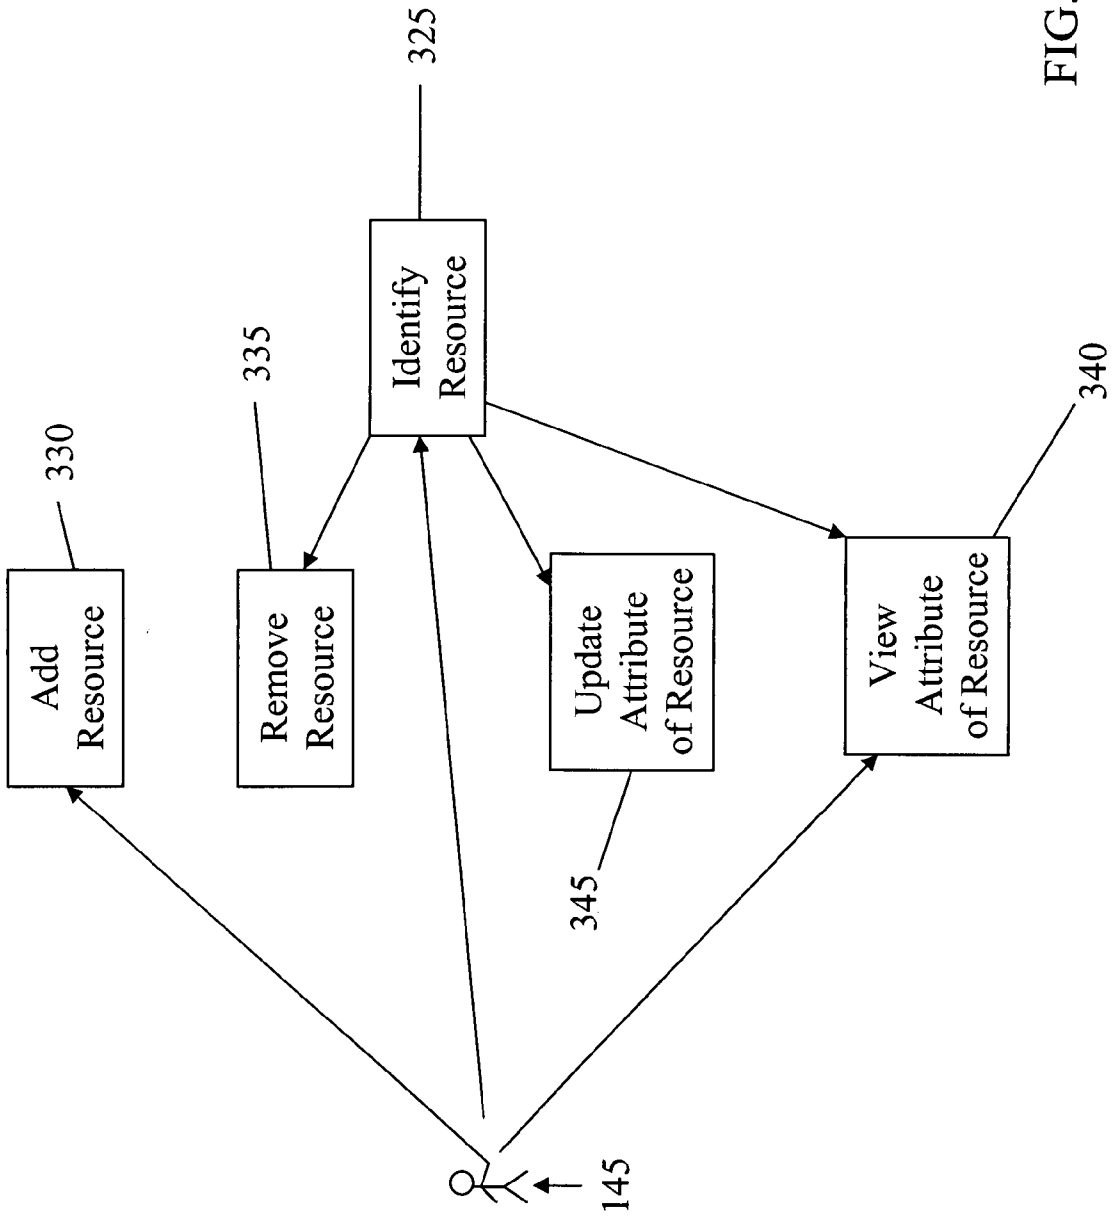 330
Add
Resource
335
Remove
Resource
325
Identify
Resource
345
Update
Attribute
of Resource
340
View
Attribute
of Resource
145
FIG.